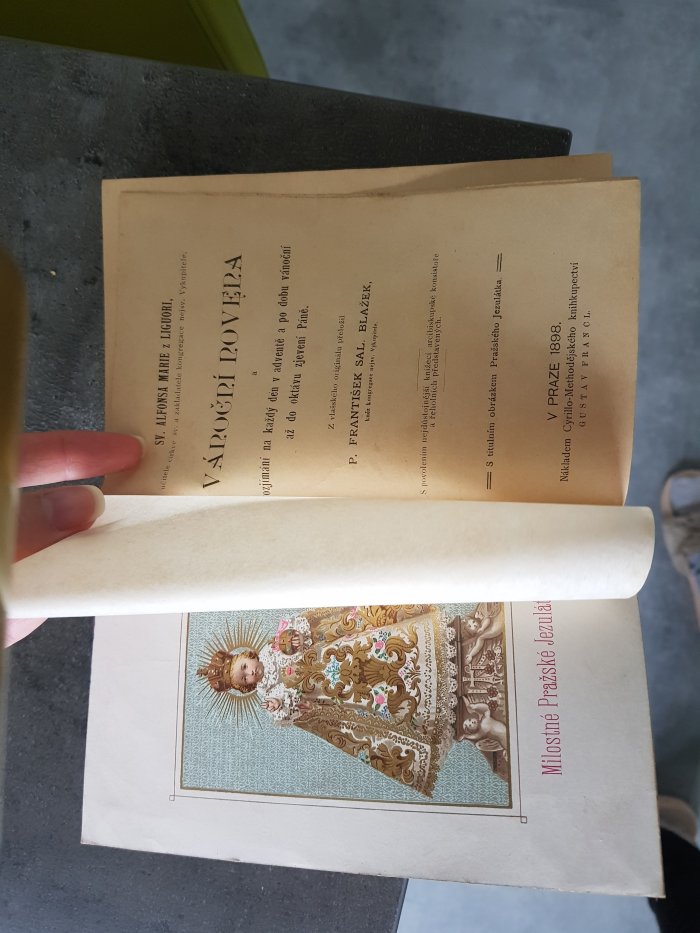 Milostné Pražské Jezulát
SV. ALFONSA MARIE z LIGUORI,
učitele církve sv. a zakladatele kongregace nejsv. Vykupitele,
VÁNOČNÍ NOVENA
a
ozjímání na každý den v adventě a po dobu vánoční
až do oktávu zjevení Páně.
Z vlašského originálu přeložil
P. FRANTIŠEK SAL. BLAŽEK,
kněz kongregace nejsv. Vykupitele.
S povolením nejdůstojnější knížecí arcibiskupské konsistoře
a řeholních představených.
S titulním obrázkem Pražského Jezulátka.
V PRAZE 1898.
Nákladem Cyrillo-Methodějského knihkupectví
GUSTAV FRANCL.